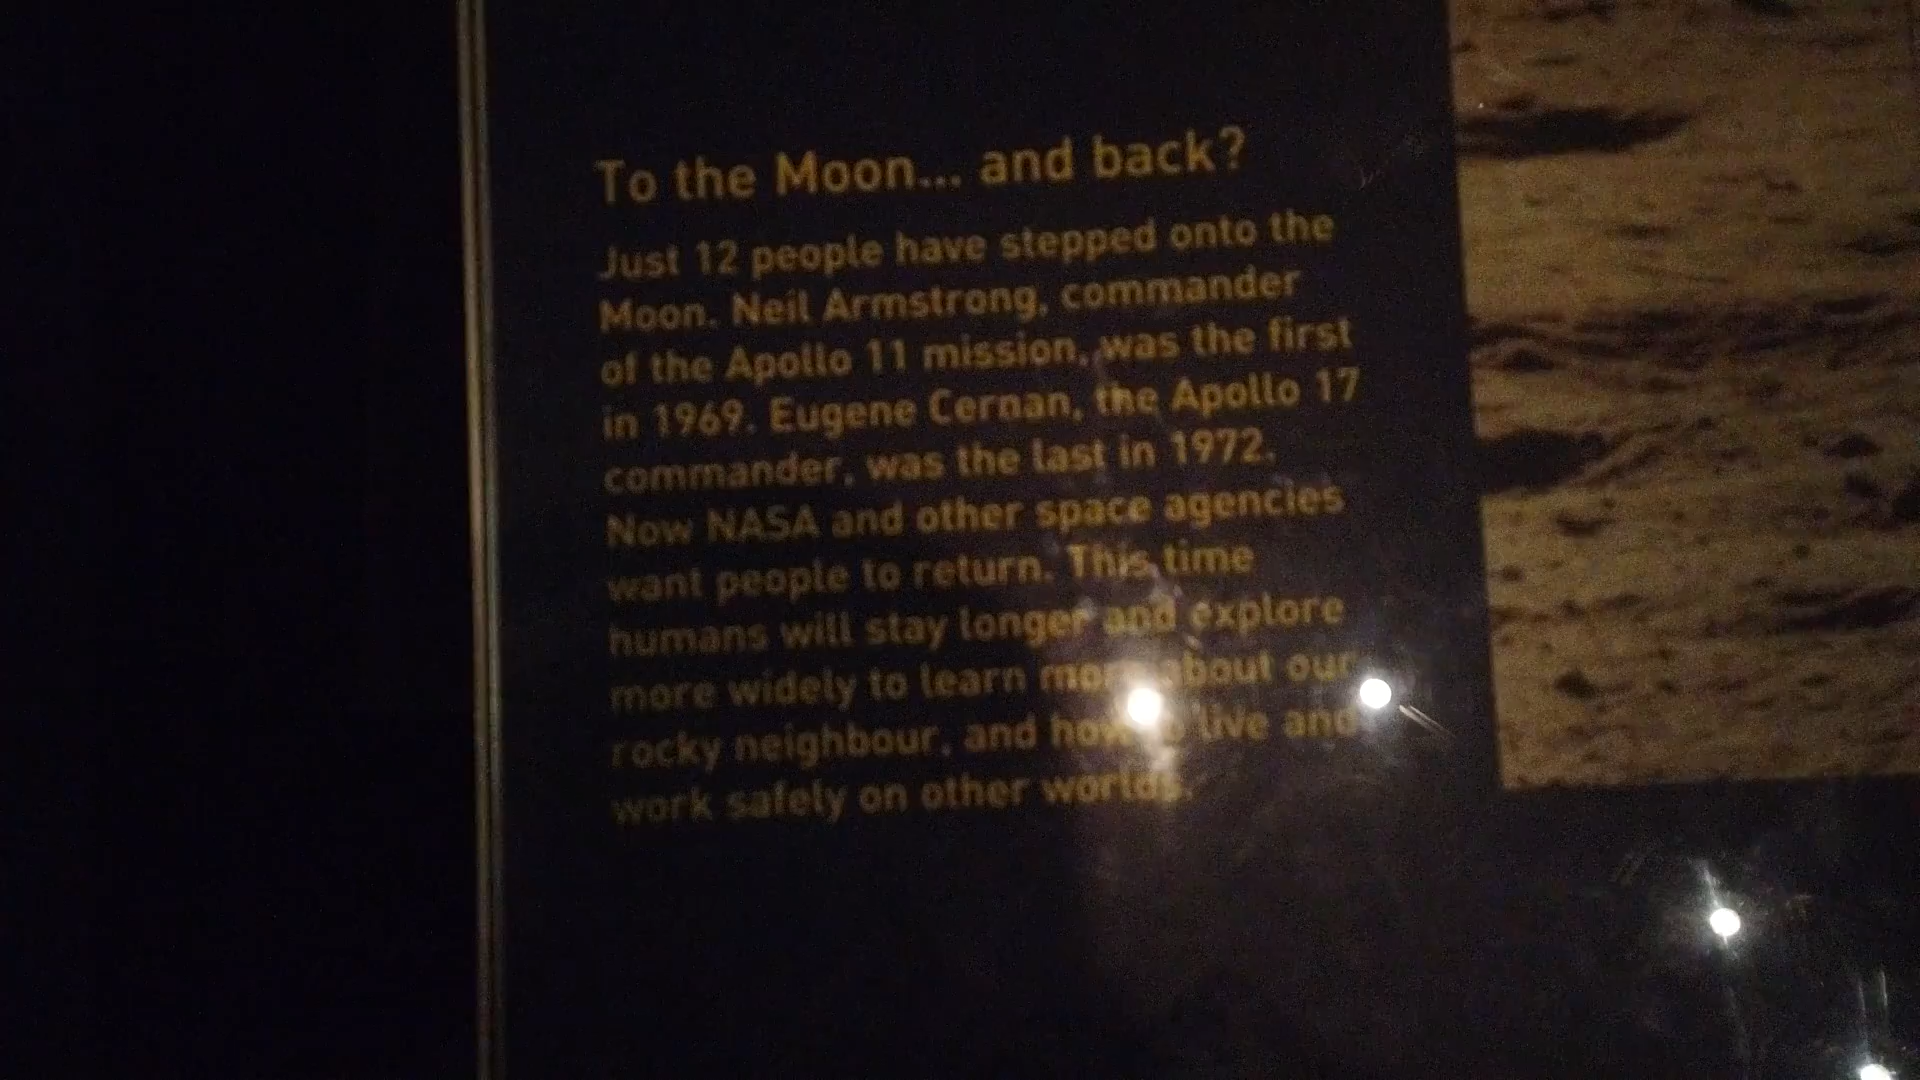 To the Moon... and back?
Just 12 people have stepped onto the
Moon. Neil Armstrong, commander
of the Apollo 11 mission, was the first
in 1969. Eugene Cernan, the Apollo 17
commander, was the last in 1972.
Now NASA and other space agencies
want people to return. This time
humans will stay longer and explore
more widely to learn more about our
rocky neighbour, and how live and
work safely on other worlds.